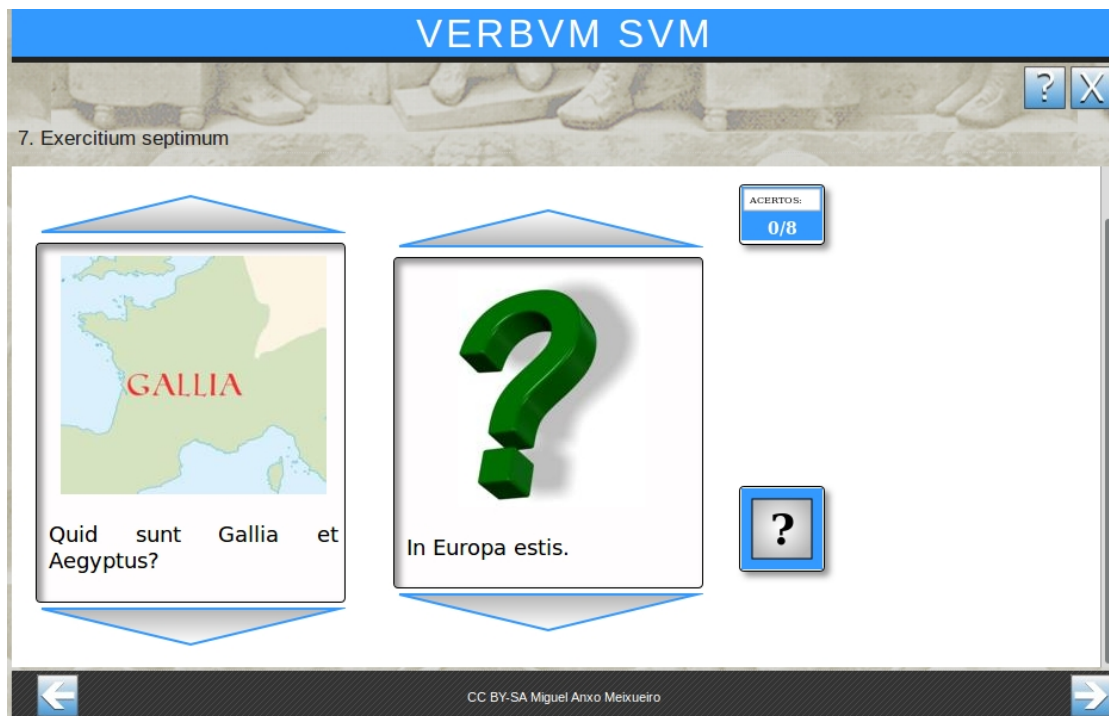 VERBVM SVM
? X
7. Exercitium septimum
ACERTOS:
0/8
GALLIA
Quid sunt Gallia et
Aegyptus?
In Europa estis.
?
CC BY-SA Miguel Anxo Meixueiro